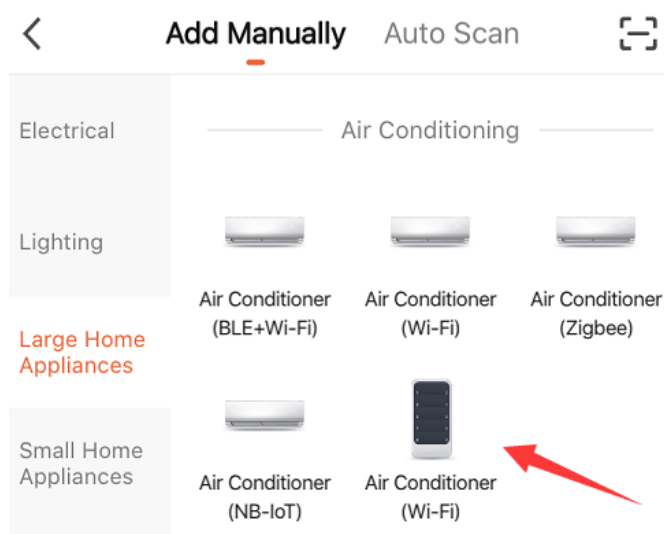 Add Manually Auto Scan
Electrical
Air Conditioning
Lighting
Air Conditioner
(BLE+Wi-Fi)
Air Conditioner
(Wi-Fi)
Air Conditioner
(Zigbee)
Large Home
Appliances
Small Home
Appliances
Air Conditioner
(NB-IoT)
Air Conditioner
(Wi-Fi)